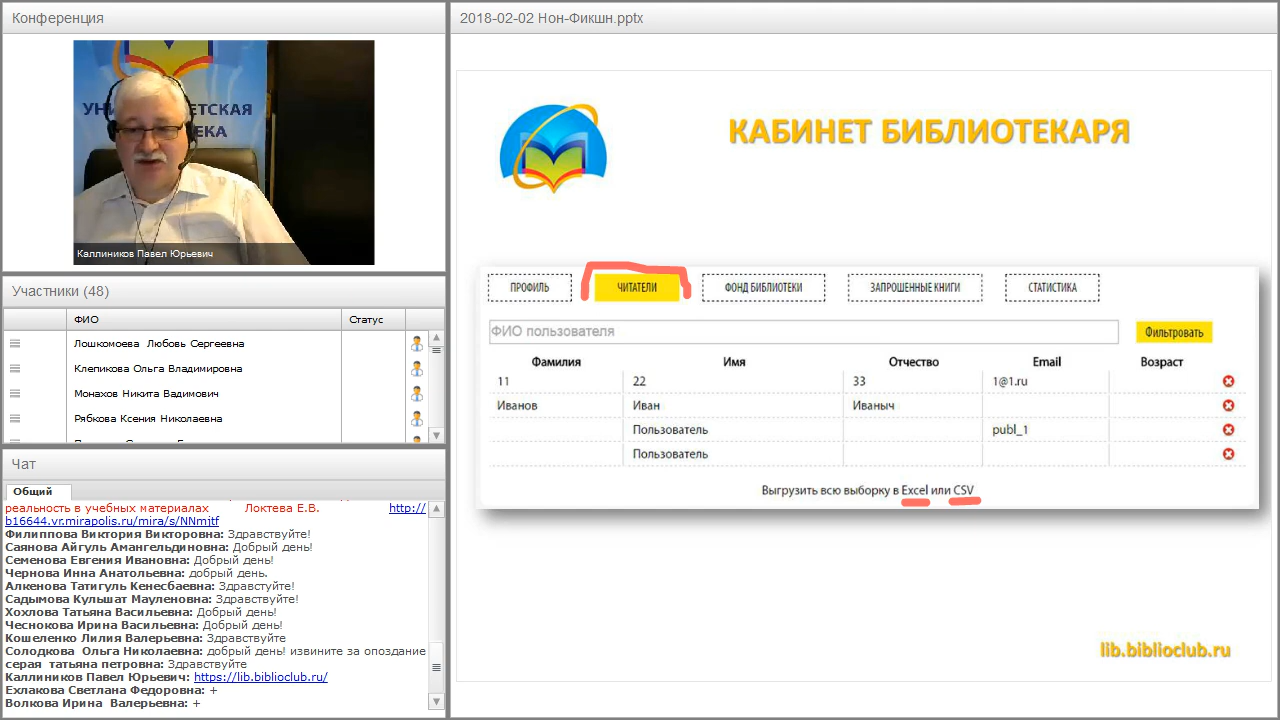 Конференция
УНИ ЕТСКАЯ
ЕКА
Каллиников Павел Юрьевич
Участники (48)
ФИО Статус
Лошкомоева Любовь Сергеевна
Клепикова Ольга Владимировна
Монахов Никита Вадимович
Рябкова Ксения Николаевна
Чат
Общий
реальность в учебных материалах Локтева Е.В. http://
b16644.vr.mirapolis.ru/mira/s/NNmjtf
Филиппова Виктория Викторовна: Здравствуйте!
Саянова Айгуль Амангельдиновна: Добрый день!
Семенова Евгения Ивановна: Добрый день!
Чернова Инна Анатольевна: добрый день.
Алкенова Татигуль Кенесбаевна: Здравстуйте!
Садымова Кульшат Мауленовна: Здравствуйте!
Хохлова Татьяна Васильевна: Добрый день!
Чеснокова Ирина Васильевна: Добрый день!
Кошеленко Лилия Валерьевна: Здравствуйте
Солодкова Ольга Николаевна: добрый день! извините за опоздание
серая татьяна петровна: Здравствуйте
Каллиников Павел Юрьевич: https://lib.biblioclub.ru/
Ехлакова Светлана Федоровна: +
Волкова Ирина Валерьевна: +
2018-02-02 Нон-Фикшн.pptx
КАБИНЕТ БИБЛИОТЕКАРЯ
ПРОФИЛЬ ЧИТАТЕЛИ ФОНД БИБЛИОТЕКИ ЗАПРОШЕННЫЕ КНИГИ СТАТИСТИКА
ФИО пользователя Фильтровать
Фамилия Имя Отчество Email Возраст
11 22 33 1@1.ru
Иванов Иван Иваныч
Пользователь publ_1
Пользователь
Выгрузить всю выборку в Excel или CSV
lib.biblioclub.ru